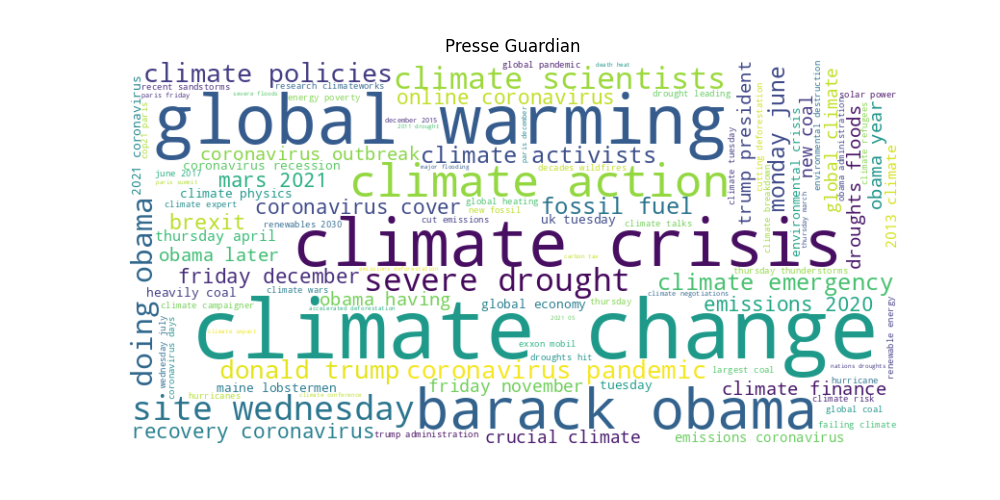 Presse Guardian
global pandemic
death heat
climate policies
climate scientists
recent sandstorms
research climateworks
severe floods
energy poverty
online coronavirus
drought leading
paris friday
december 2015
2011 drought
global warming
coronavirus outbreak
climate activists
major flooding
coronavirus recession
decades wildfires
june 2017
mars 2021
paris summit
climate action
climate physics
climate expert
coronavirus cover
global heating
fossil fuel
new fossil
renewables 2030
cut emissions
uk tuesday
climate talks
brexit
thursday april
climate crisis
obama later
friday december
severe drought
carbon tax
thursday thunderstorms
climate emergency
heavily coal
climate wars
obama having
global economy
thursday
climate negotiations
emissions 2020
climate campaigner
accelerated deforestation
2021 05
climate change
climate impact
exxon mobil
droughts hit
nations droughts
donald trump
coronavirus pandemic
largest coal
maine lobstermen
friday november
tuesday
climate finance
hurricane
hurricanes
climate conference
climate risk
site wednesday
barack obama
global coal
failing climate
recovery coronavirus
trump administration
crucial climate
emissions coronavirus
2021 coronavirus
cop21 paris
doing obama
wednesday july
coronavirus days
paris december
climate tuesday
trump president
cutting deforestation
climate breakdown
monday june
environmental crisis
new coal
thursday march
environmental destruction
global climate
obama administration
droughts floods
climate refugees
solar power
obama year
2013 climate
renewable energy